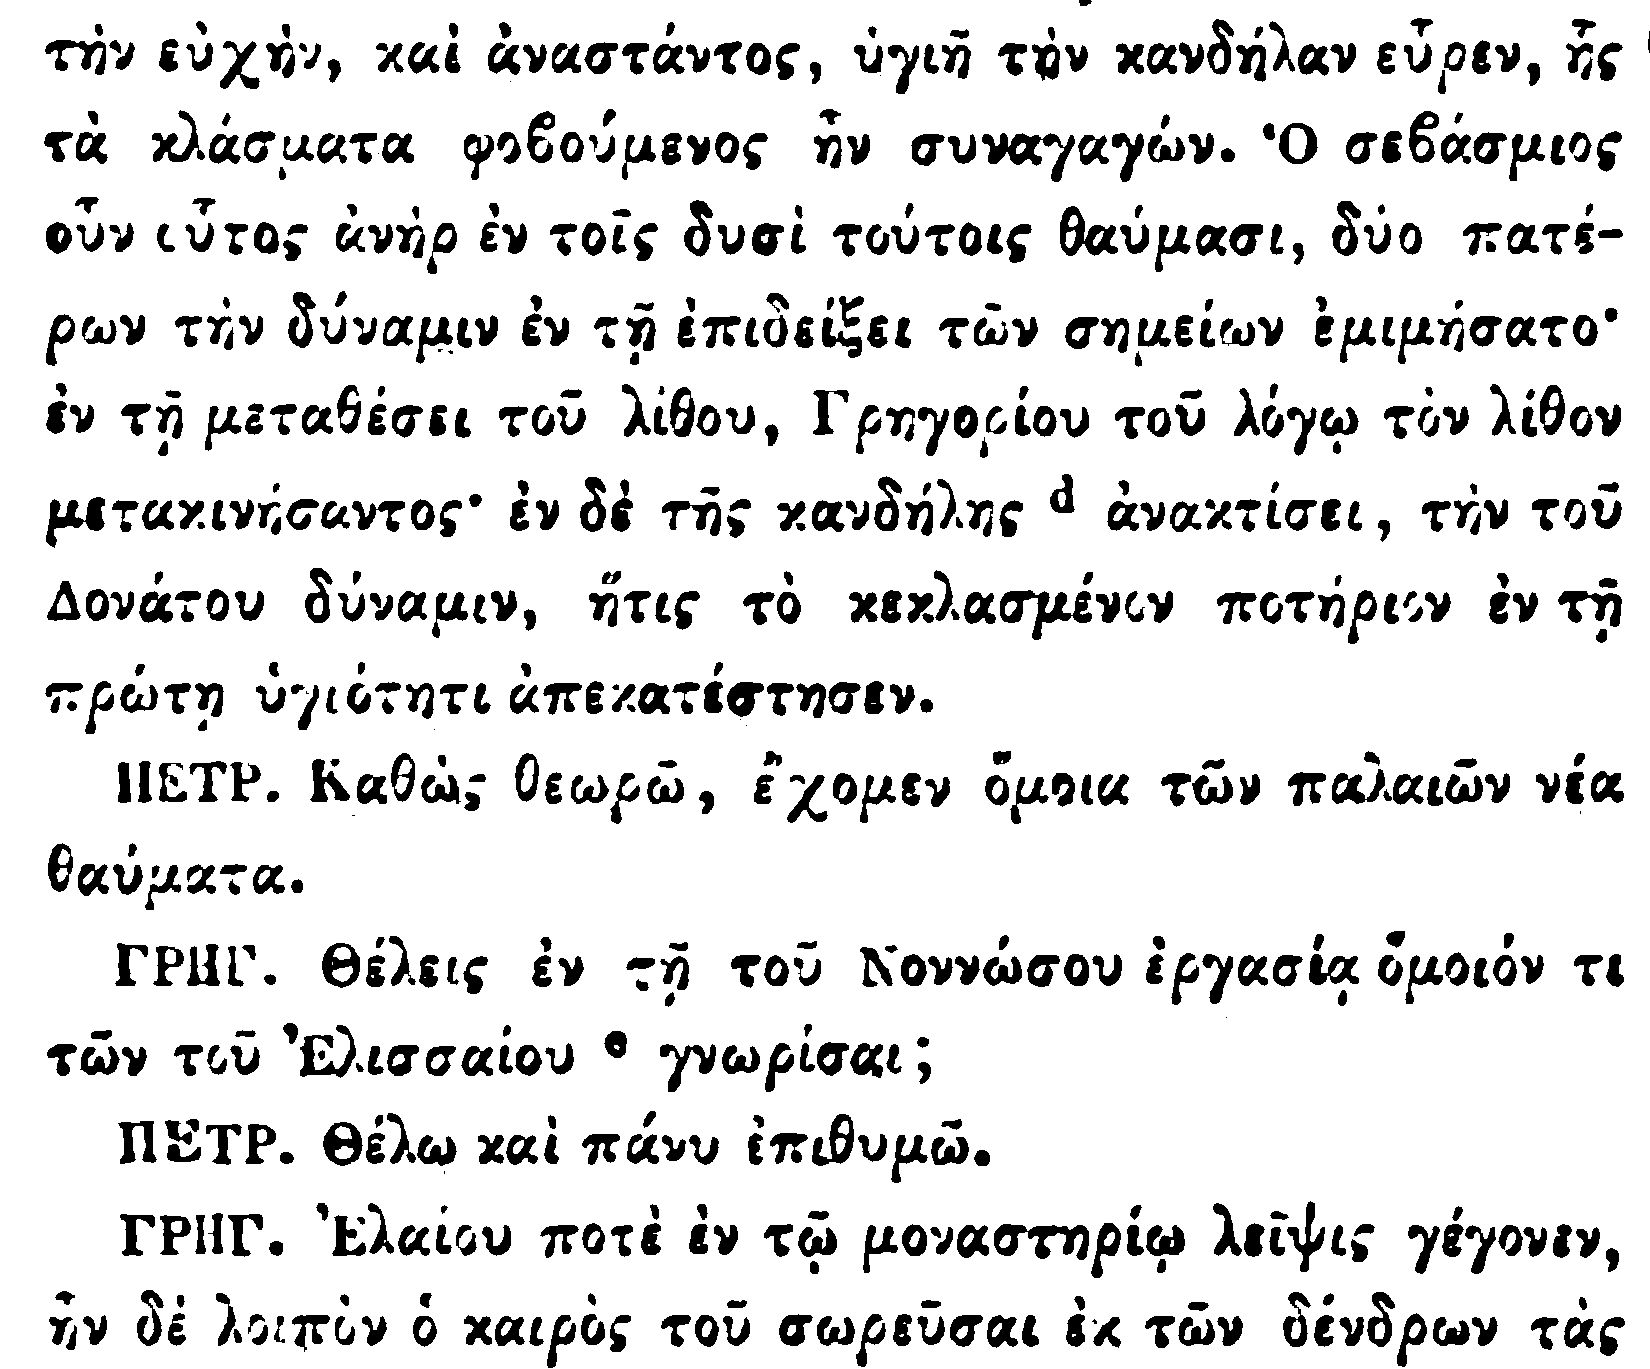 τὴν εὐχὴν, καὶ ἀναστάντος, ὑγιῆ τὴν κανδήλαν εὗρεν, ἧς
τὰ κλάσματα φοβούμενος ἦν συναγαγών. Ὁ σεβάσμιος
οὖν οὗτος ἀνὴρ ἐν τοῖς δυσὶ τούτοις θαύμασι, δύο πατέ-
ρων τὴν δύναμιν ἐν τῇ ἐπιδείξει τῶν σημείων ἐμιμήσατο·
ἐν τῇ μεταθέσει τοῦ λίθου, Γρηγορίου τοῦ λόγῳ τὸν λίθον
μετακινήσαντος· ἐν δὲ τῆς κανδήλης d ἀνακτίσει, τὴν τοῦ
Δονάτου δύναμιν, ἥτις τὸ κεκλασμένον ποτήριον ἐν τῇ
πρώτῃ ὑγιότητι ἀπεκατέστησεν.
ΠΕΤΡ. Καθὼς θεωρῶ, ἔχομεν ὅμοια τῶν παλαιῶν νέα
θαύματα.
ΓΡΗΓ. Θέλεις ἐν τῇ τοῦ Νοννώσου ἐργασίᾳ ὅμοιόν τι
τῶν τοῦ Ἐλισσαίου e γνωρίσαι;
ΠΕΤΡ. Θέλω καὶ πάνυ ἐπιθυμῶ.
ΓΡΗΓ. Ἐλαίου ποτὲ ἐν τῷ μοναστηρίῳ λεῖψις γέγονεν,
ἦν δὲ λοιπὸν ὁ καιρὸς τοῦ σωρεῦσαι ἐκ τῶν δένδρων τὰς